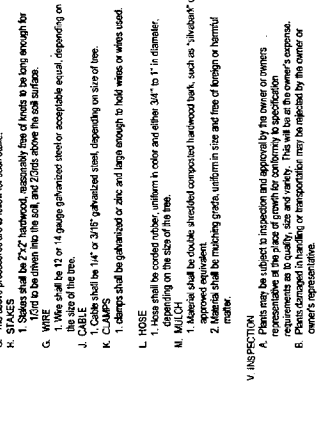 H. STAKES
1. Stakes shall be 2"x2" hardwood, reasonably free of knots to be long enough for
1/3rd to be driven into the soil, and 2/3rds above the soil surface.
G. WIRE
1. Wire shall be 12 or 14 gauge galvanized steel or acceptable equal, depending on
the size of the tree.
J. CABLE
1. Cable shall be 1/4" or 3/16" galvanized steel, depending on size of tree.
K. CLAMPS
1. clamps shall be galvanized or zinc and large enough to hold wires or wires used.
L. HOSE
1. Hose shall be corded rubber, uniform in color and either 3/4" to 1" in diameter,
depending on the size of the tree.
M. MULCH
1. Material shall be double shredded composted hardwood bark, such as "silvabark"
approved equivalent.
2. Material shall be mulching grade, uniform in size and free of foreign or harmful
matter.
V. INSPECTION
A. Plants may be subject to inspection and approval by the owner or owners
representative at the place of growth for conformity to specification
requirements as to quality, size and variety. This will be at the owner's expense.
B. Plants damaged in handling or transportation may be rejected by the owner or
owner's representative.